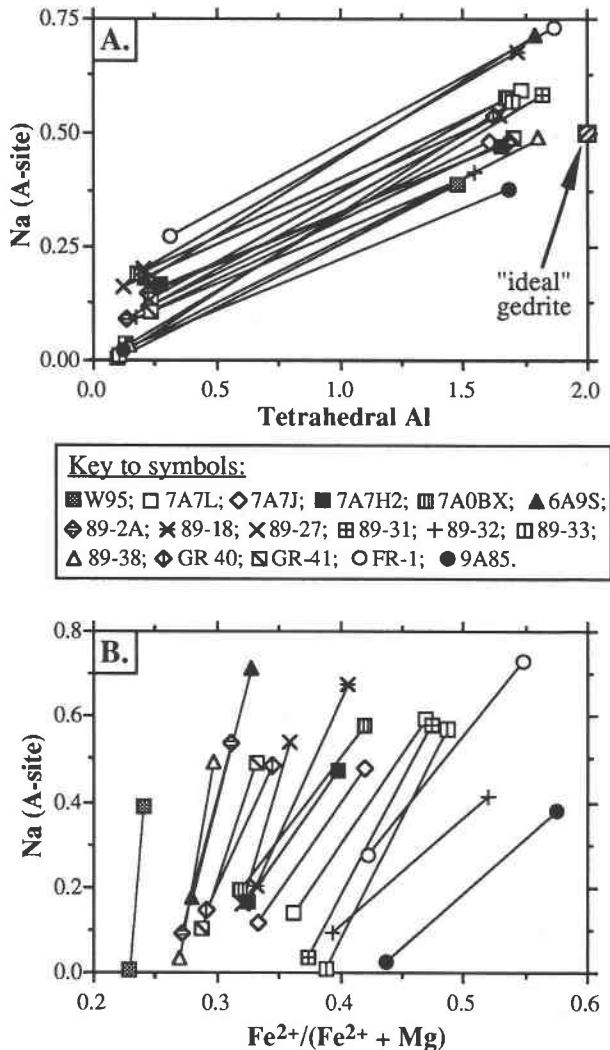 A.
0.75
0.50
0.25
0.00
Na (A-site)
"ideal"
gedrite
0.0 0.5 1.0 1.5 2.0
Tetrahedral Al
Key to symbols:
W95; 7A7L; 7A7J; 7A7H2; 7A0BX; 6A9S;
89-2A; 89-18; 89-27; 89-31; 89-32; 89-33;
89-38; GR 40; GR-41; FR-1; 9A85.
B.
0.8
0.6
0.4
0.2
0.0
Na (A-site)
0.2 0.3 0.4 0.5 0.6
Fe²⁺/(Fe²⁺ + Mg)